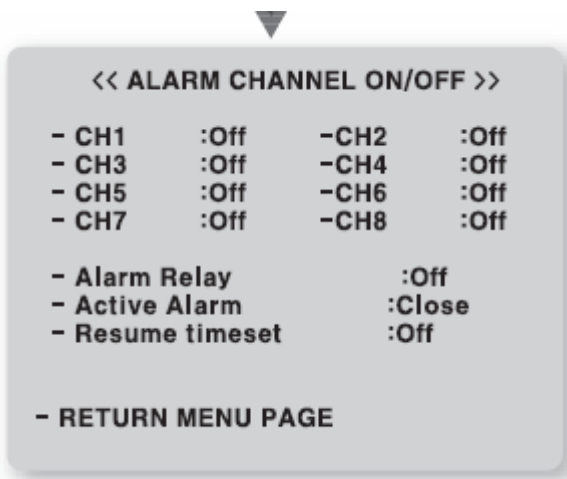 << ALARM CHANNEL ON/OFF >>
- CH1 :Off -CH2 :Off
- CH3 :Off -CH4 :Off
- CH5 :Off -CH6 :Off
- CH7 :Off -CH8 :Off
- Alarm Relay :Off
- Active Alarm :Close
- Resume timeset :Off
- RETURN MENU PAGE